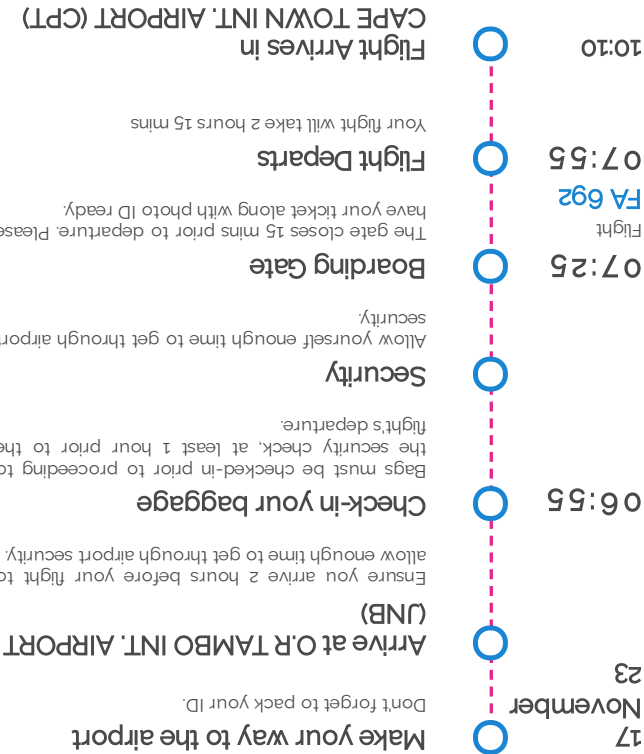 17
November
23
Make your way to the airport
Don't forget to pack your ID.
Arrive at O.R TAMBO INT. AIRPORT
(JNB)
Ensure you arrive 2 hours before your flight to
allow enough time to get through airport security.
06:55
Check-in your baggage
Bags must be checked-in prior to proceeding to
the security check, at least 1 hour prior to the
flight's departure.
Security
Allow yourself enough time to get through airport
security.
07:25
Boarding Gate
The gate closes 15 mins prior to departure. Please
have your ticket along with photo ID ready.
Flight
FA 692
07:55
Flight Departs
Your flight will take 2 hours 15 mins
10:10
Flight Arrives in
CAPE TOWN INT. AIRPORT (CPT)